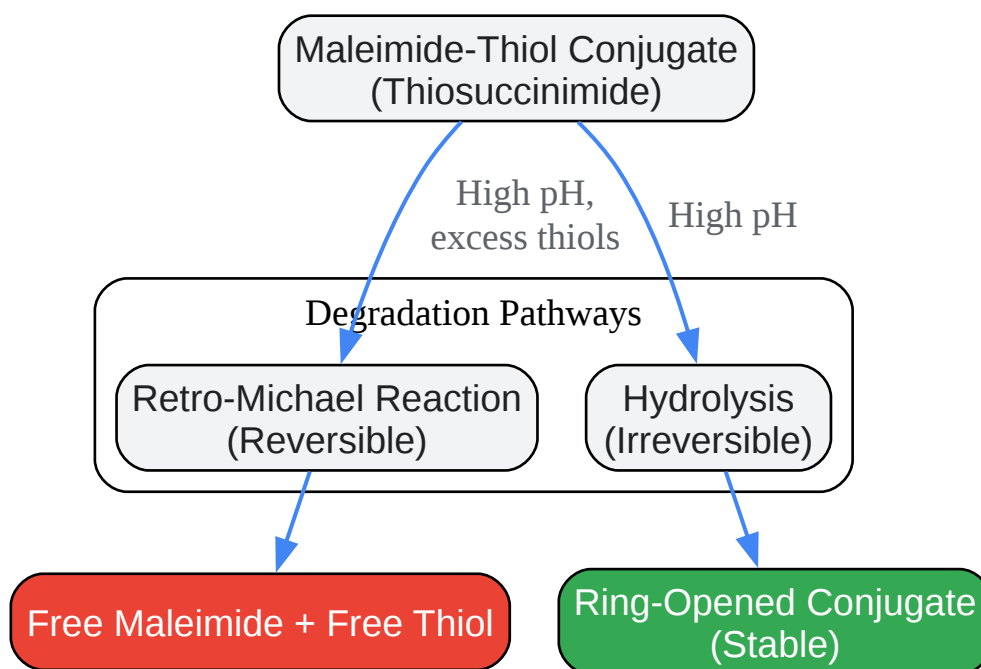 Maleimide-Thiol Conjugate
(Thiosuccinimide)
High pH,
excess thiols
High pH
Degradation Pathways
Retro-Michael Reaction
(Reversible)
Hydrolysis
(Irreversible)
Free Maleimide + Free Thiol
Ring-Opened Conjugate
(Stable)